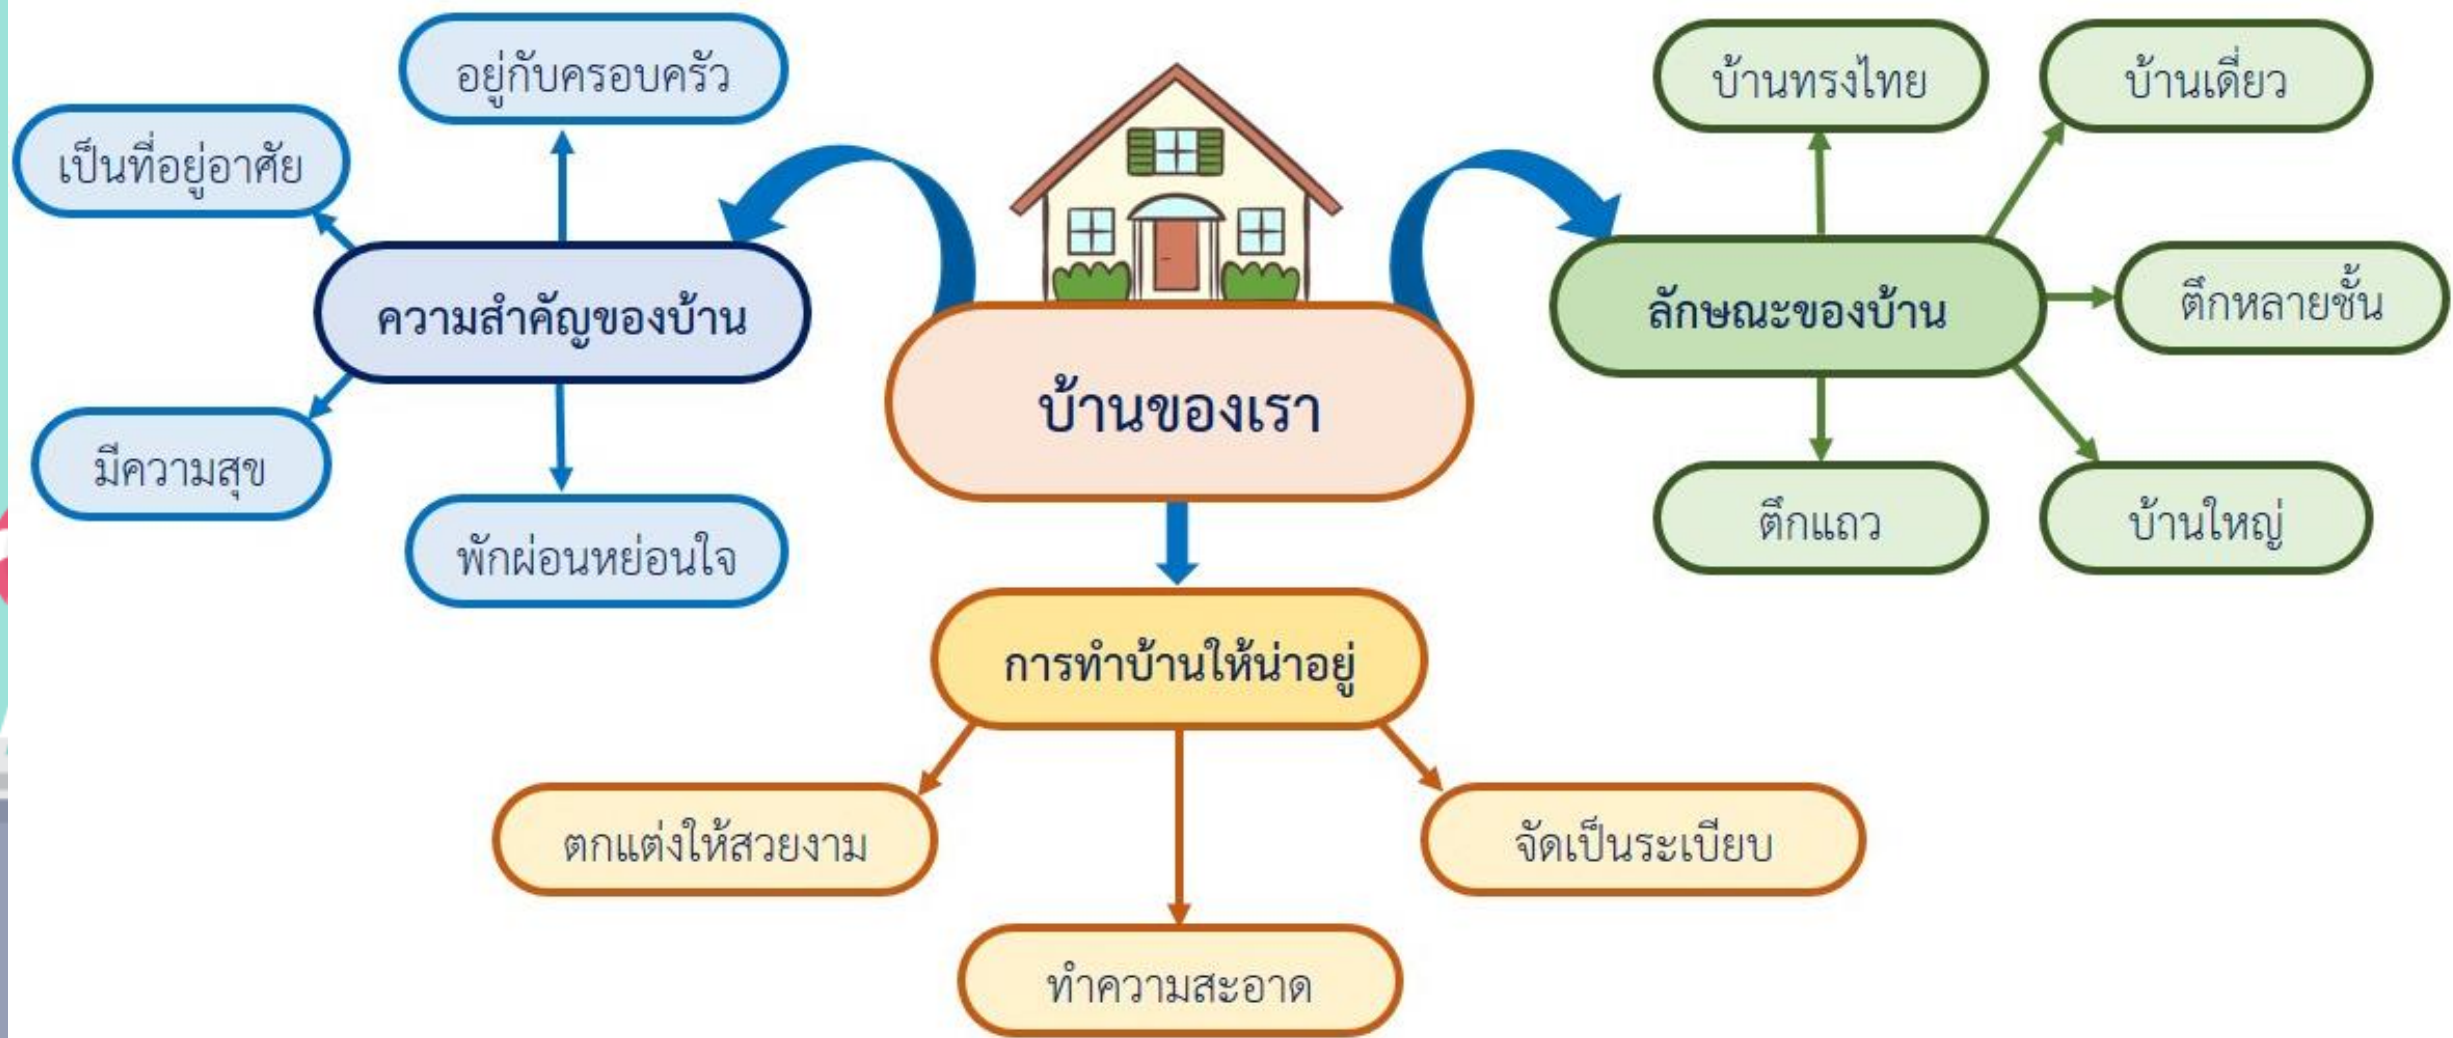 อยู่กับครอบครัว
เป็นที่อยู่อาศัย
ความสำคัญของบ้าน
มีความสุข
พักผ่อนหย่อนใจ
บ้านของเรา
บ้านทรงไทย
บ้านเดี่ยว
ลักษณะของบ้าน
ตึกหลายชั้น
ตึกแถว
บ้านใหญ่
การทำบ้านให้น่าอยู่
ตกแต่งให้สวยงาม
จัดเป็นระเบียบ
ทำความสะอาด